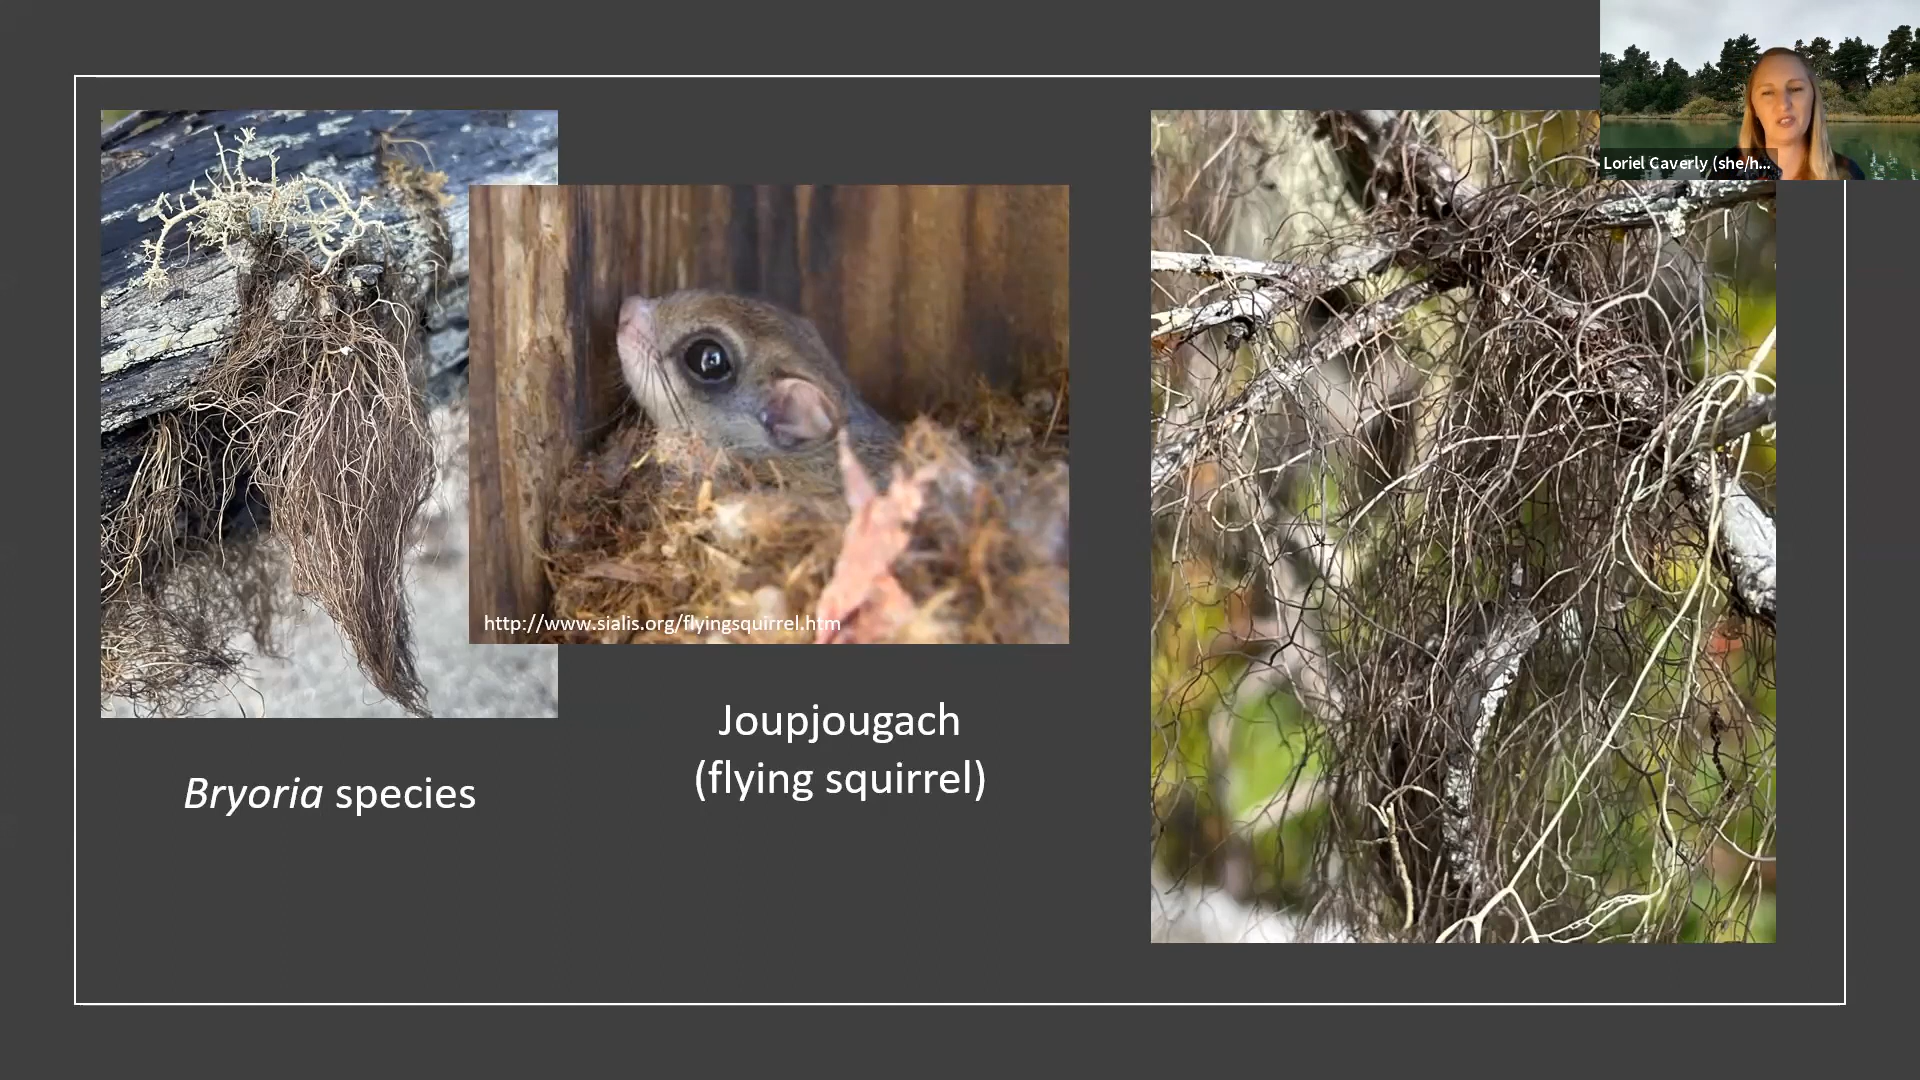 Loriel Caverly (she/h...
http://www.sialis.org/flyingsquirrel.htm
Joupjougach
(flying squirrel)
Bryoria species